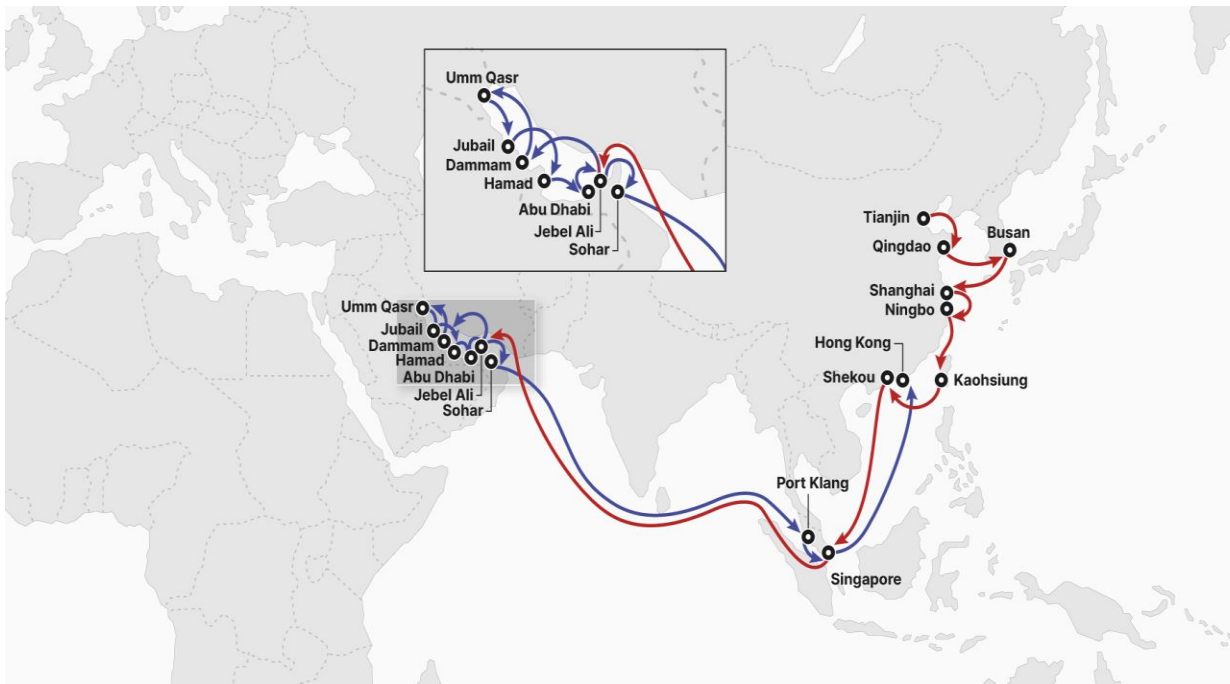 Umm Qasr
Jubail
Dammam
Hamad
Abu Dhabi
Jebel Ali
Sohar
Umm Qasr
Jubail
Dammam
Hamad
Abu Dhabi
Jebel Ali
Sohar
Tianjin
Qingdao
Busan
Shanghai
Ningbo
Hong Kong
Shekou
Kaohsiung
Port Klang
Singapore